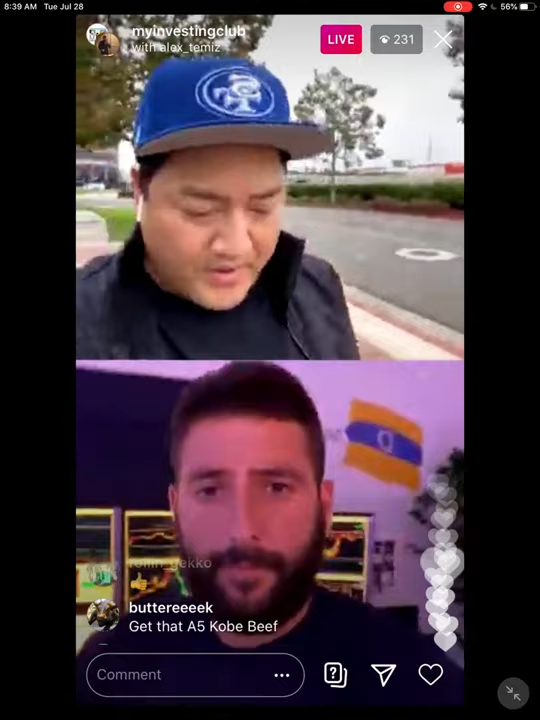 8:39 AM Tue Jul 28
56%
myinvestingclub
with alex_temiz
LIVE
231
buttereeeek
Get that A5 Kobe Beef
Comment